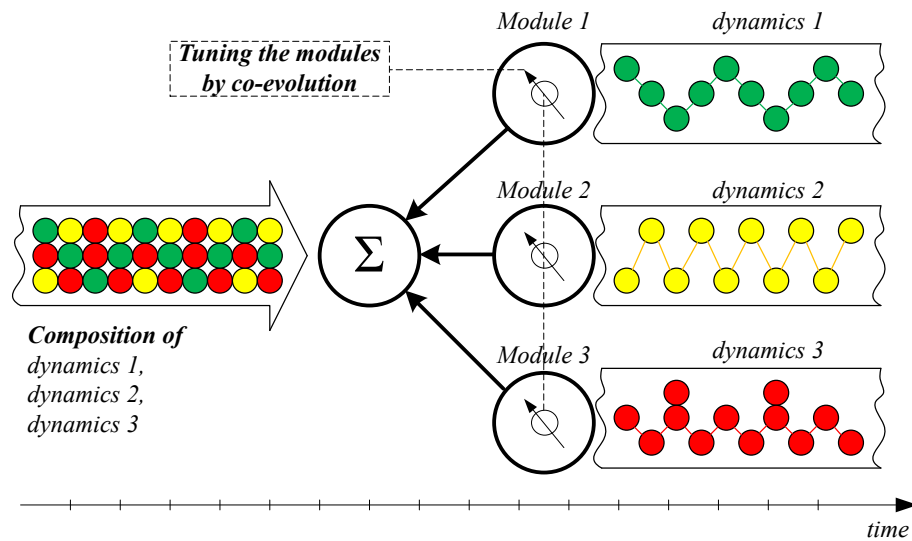 Module 1
dynamics 1
Tuning the modules
by co-evolution
Module 2
dynamics 2
Σ
Composition of
dynamics 1,
dynamics 2,
dynamics 3
Module 3
dynamics 3
time